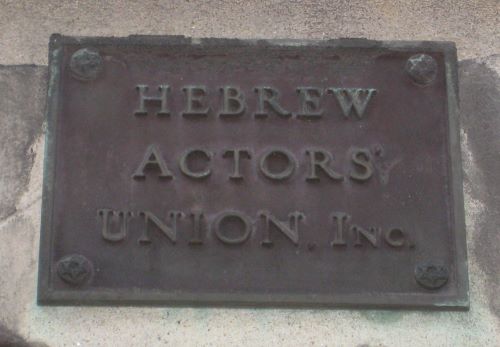 HEBREW
ACTORS'
UNION, INC.